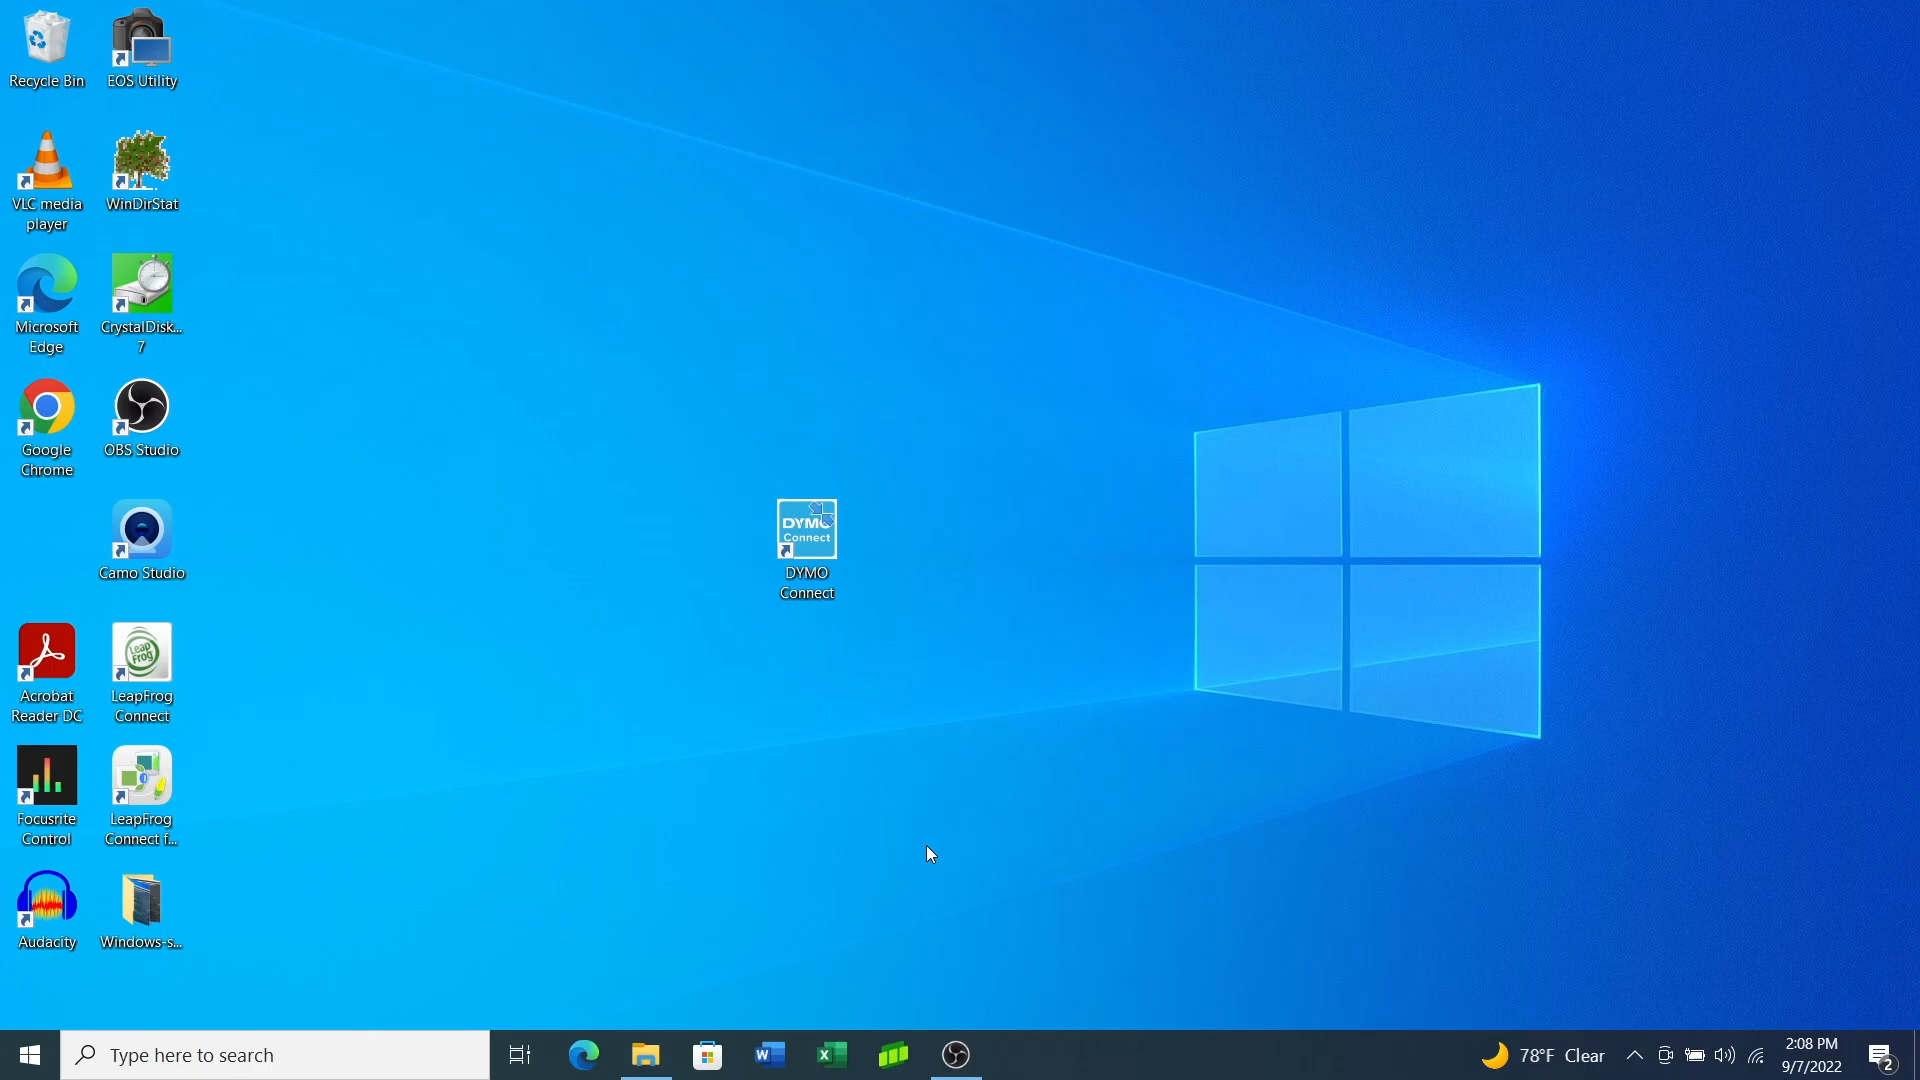 Recycle Bin
EOS Utility
VLC media
player
WinDirStat
Microsoft
Edge
CrystalDisk...
7
Google
Chrome
OBS Studio
Camo Studio
DYMO
Connect
DYMO
Connect
Acrobat
Reader DC
Leap
Frog
LeapFrog
Connect
Focusrite
Control
LeapFrog
Connect f...
Audacity
Windows-s...
Type here to search
78°F Clear
2:08 PM
9/7/2022
2